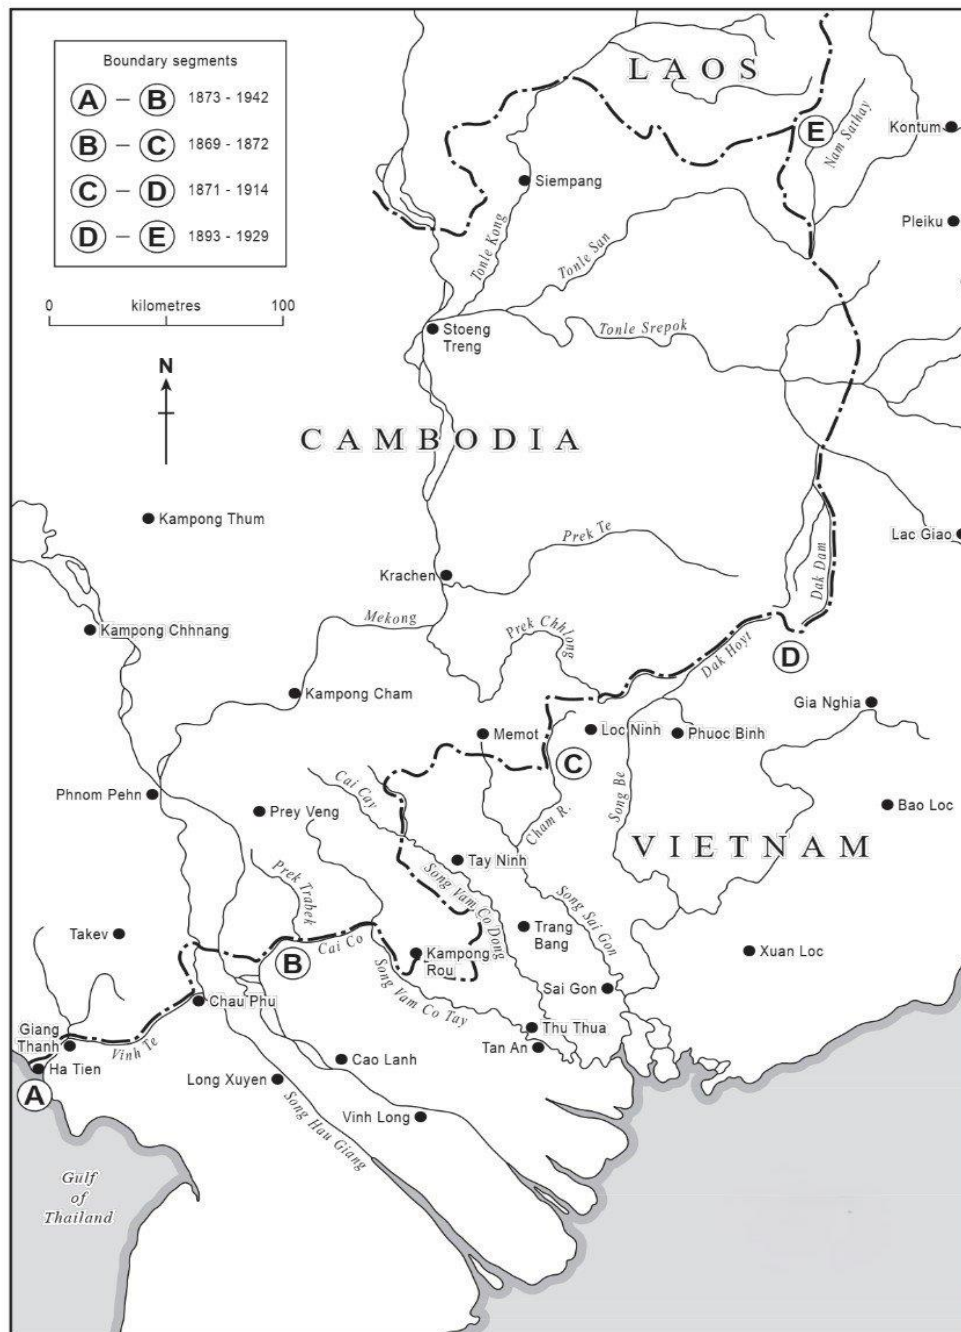 Boundary segments
A – B 1873 - 1942
B – C 1869 - 1872
C – D 1871 - 1914
D – E 1893 - 1929
0 kilometres 100
N
LAOS
E
Nam Sathay
Kontum
Siempang
Pleiku
Tonle Kong
Tonle San
Stoeng
Treng
Tonle Srepok
CAMBODIA
Kampong Thum
Prek Te
Lac Giao
Krachen
Dak Dam
Mekong
Kampong Chhnang
Prek Chhlong
Dak Hoyt
D
Kampong Cham
Gia Nghia
Memot
Loc Ninh
Phuoc Binh
C
Phnom Pehn
Cai Cay
Prey Veng
Cham R.
Song Be
Bao Loc
VIETNAM
Tay Ninh
Prek Trabek
Song Vam Co Dong
Song Sai Gon
Takev
Cai Co
Trang
Bang
B
Kampong
Rou
Xuan Loc
Sai Gon
Chau Phu
Song Vam Co Tay
Giang
Thanh
Vinh Te
Thu Thua
Tan An
Ha Tien
Cao Lanh
A
Long Xuyen
Vinh Long
Song Hau Giang
Gulf
of
Thailand